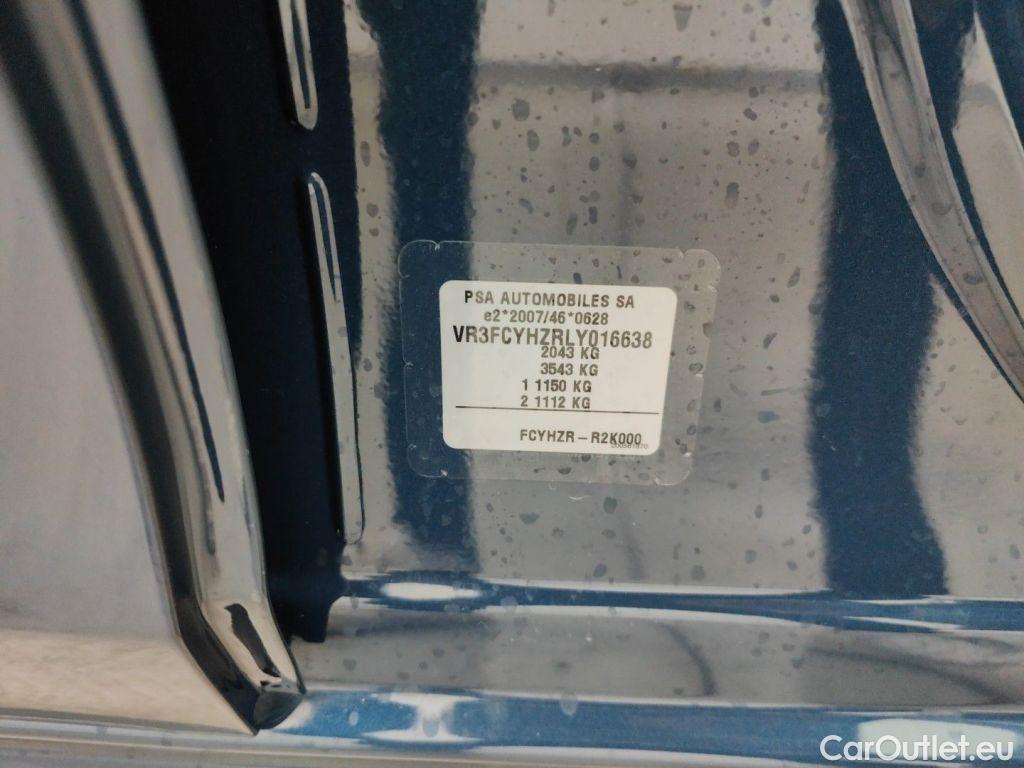 PSA AUTOMOBILES SA
e2*2007/46*0628
VR3FCYHZRLY016638
2043 KG
3543 KG
1 1150 KG
2 1112 KG
FCYHZR-R2K000
CarOutlet.eu